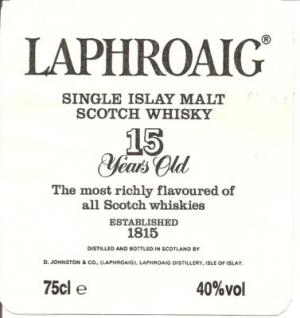 LAPHROAIG®
SINGLE ISLAY MALT
SCOTCH WHISKY
15
Years Old
The most richly flavoured of
all Scotch whiskies
ESTABLISHED
1815
DISTILLED AND BOTTLED IN SCOTLAND BY
D. JOHNSTON & CO., (LAPHROAIG), LAPHROAIG DISTILLERY, ISLE OF ISLAY.
75cl e 40%vol